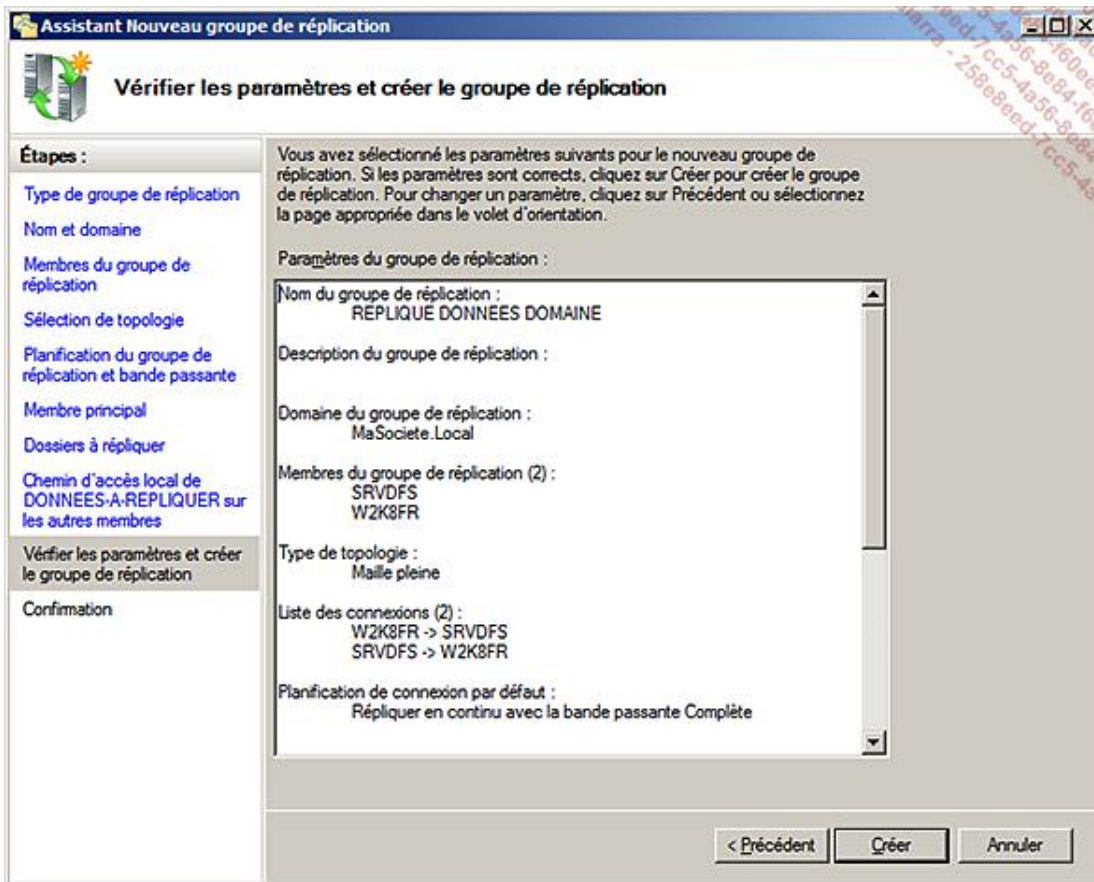 Assistant Nouveau groupe de réplication
Vérifier les paramètres et créer le groupe de réplication
Étapes :
Type de groupe de réplication
Nom et domaine
Membres du groupe de
réplication
Sélection de topologie
Planification du groupe de
réplication et bande passante
Membre principal
Dossiers à répliquer
Chemin d'accès local de
DONNEES-A-REPLIQUER sur
les autres membres
Vérifier les paramètres et créer
le groupe de réplication
Confirmation
Vous avez sélectionné les paramètres suivants pour le nouveau groupe de
réplication. Si les paramètres sont corrects, cliquez sur Créer pour créer le groupe
de réplication. Pour changer un paramètre, cliquez sur Précédent ou sélectionnez
la page appropriée dans le volet d'orientation.
Paramètres du groupe de réplication :
Nom du groupe de réplication :
REPLIQUE DONNEES DOMAINE
Description du groupe de réplication :
Domaine du groupe de réplication :
MaSociete.Local
Membres du groupe de réplication (2) :
SRVDFS
W2K8FR
Type de topologie :
Maille pleine
Liste des connexions (2) :
W2K8FR -> SRVDFS
SRVDFS -> W2K8FR
Planification de connexion par défaut :
Répliquer en continu avec la bande passante Complète
< Précédent
Créer
Annuler